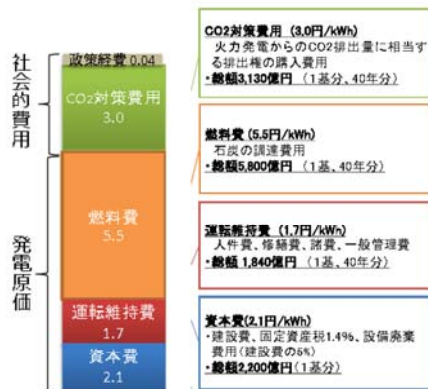 社会的費用
発電原価
政策経費 0.04
CO2対策費用
3.0
燃料費
5.5
運転維持費
1.7
資本費
2.1
CO2対策費用 (3.0円/kWh)
火力発電からのCO2排出量に相当す
る排出権の購入費用
・総額3,130億円 (1基分、40年分)
燃料費 (5.5円/kWh)
石炭の調達費用
・総額5,800億円 (1基、40年分)
運転維持費 (1.7円/kWh)
人件費、修繕費、諸費、一般管理費
・総額 1,840億円 (1基、40年分)
資本費(2.1円/kWh)
・建設費、固定資産税1.4%、設備廃棄
費用(建設費の5%)
・総額2,200億円(1基分)